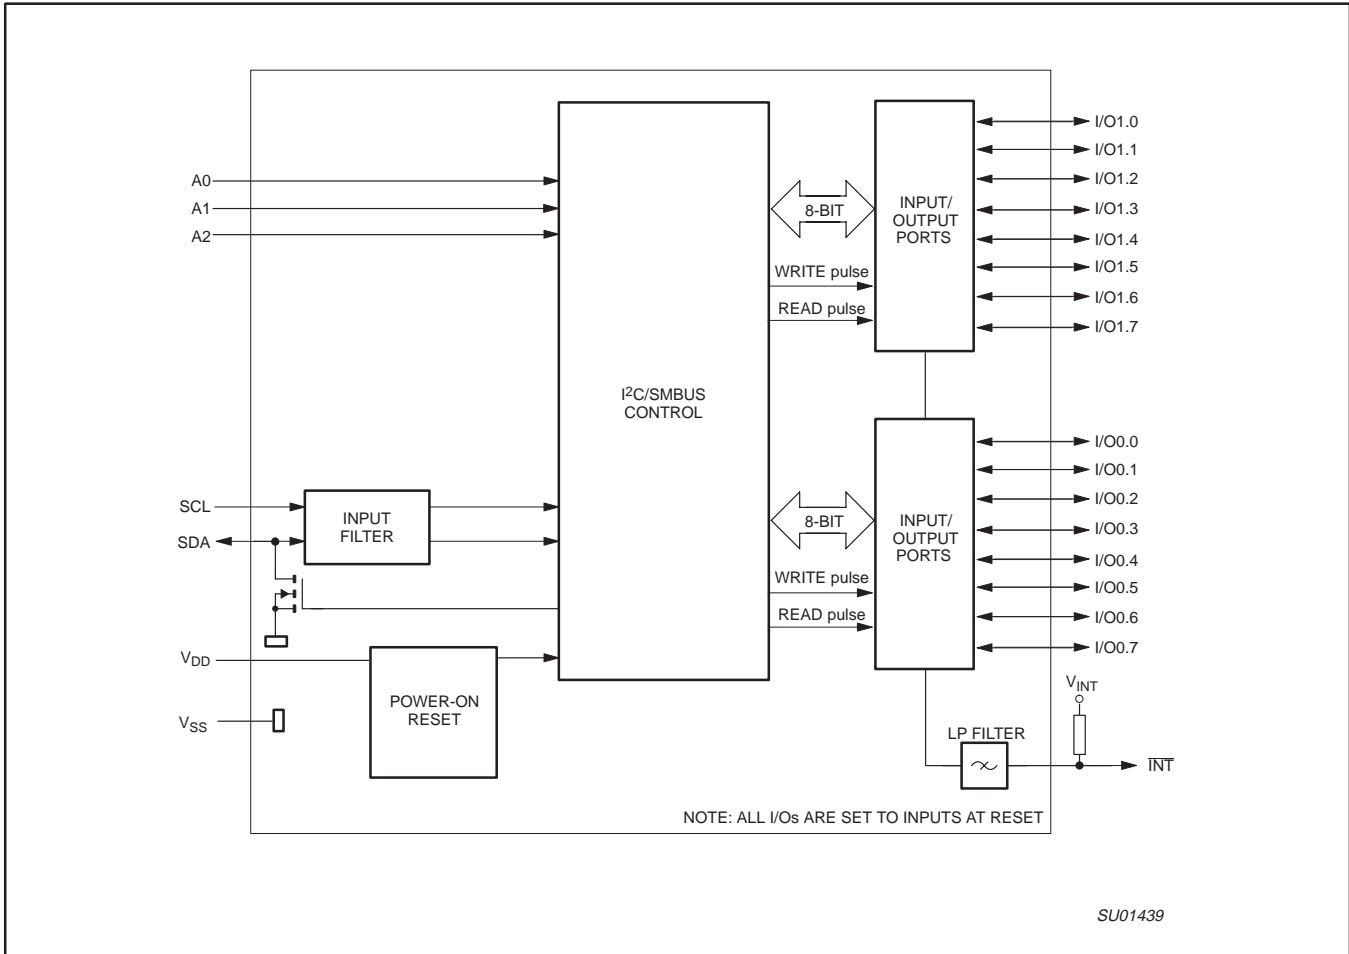 A0
A1
A2
SCL
SDA
VDD
VSS
INPUT
FILTER
POWER-ON
RESET
I2C/SMBUS
CONTROL
8-BIT
WRITE pulse
READ pulse
INPUT/
OUTPUT
PORTS
I/O1.0
I/O1.1
I/O1.2
I/O1.3
I/O1.4
I/O1.5
I/O1.6
I/O1.7
8-BIT
WRITE pulse
READ pulse
INPUT/
OUTPUT
PORTS
I/O0.0
I/O0.1
I/O0.2
I/O0.3
I/O0.4
I/O0.5
I/O0.6
I/O0.7
VINT
LP FILTER
INT
NOTE: ALL I/Os ARE SET TO INPUTS AT RESET
SU01439